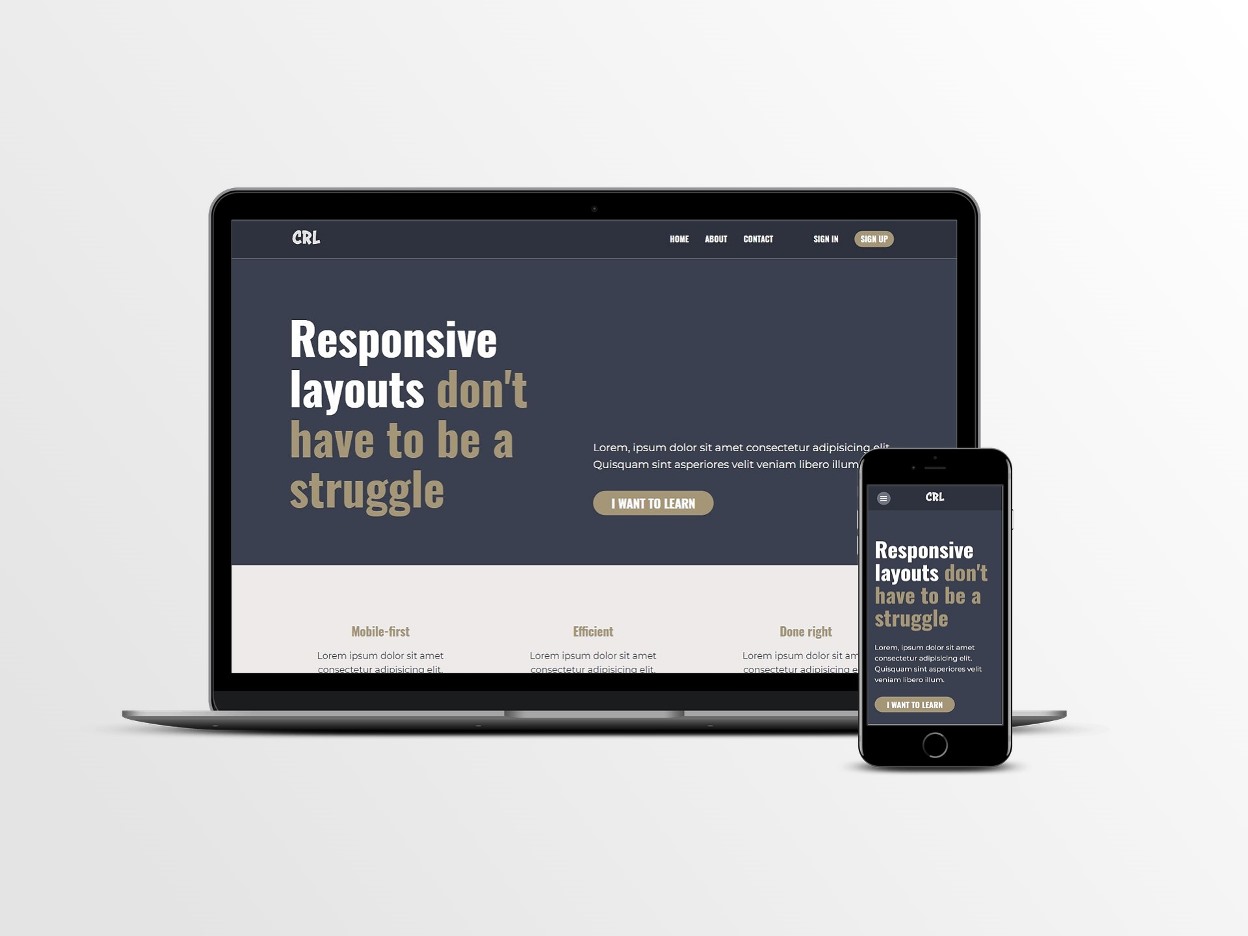 CRL
HOME ABOUT CONTACT SIGN IN SIGN UP
Responsive
layouts don't
have to be a
struggle
Lorem, ipsum dolor sit amet consectetur adipisicing elit.
Quisquam sint asperiores velit veniam libero illum
I WANT TO LEARN
Mobile-first
Lorem ipsum dolor sit amet
consectetur adipisicing elit.
Efficient
Lorem ipsum dolor sit amet
consectetur adipisicing elit.
Done right
Lorem ipsum dolor sit
consectetur adipisicing
CRL
Responsive
layouts don't
have to be a
struggle
Lorem, ipsum dolor sit amet
consectetur adipisicing elit.
Quisquam sint asperiores velit
veniam libero illum.
I WANT TO LEARN